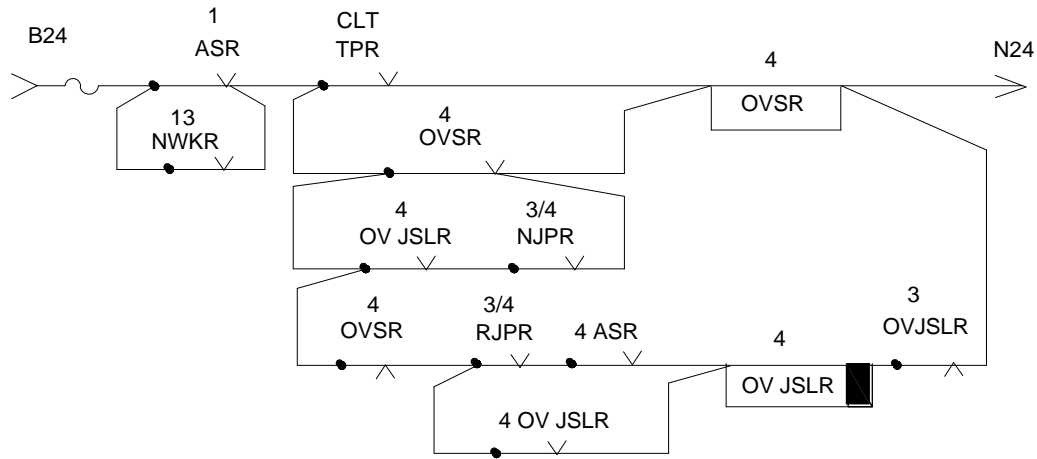 B24
1
ASR
CLT
TPR
4
OVSR
N24
13
NWKR
4
OVSR
4
OV JSLR
3/4
NJPR
4
OVSR
3/4
RJPR
4 ASR
4
OV JSLR
3
OVJSLR
4 OV JSLR